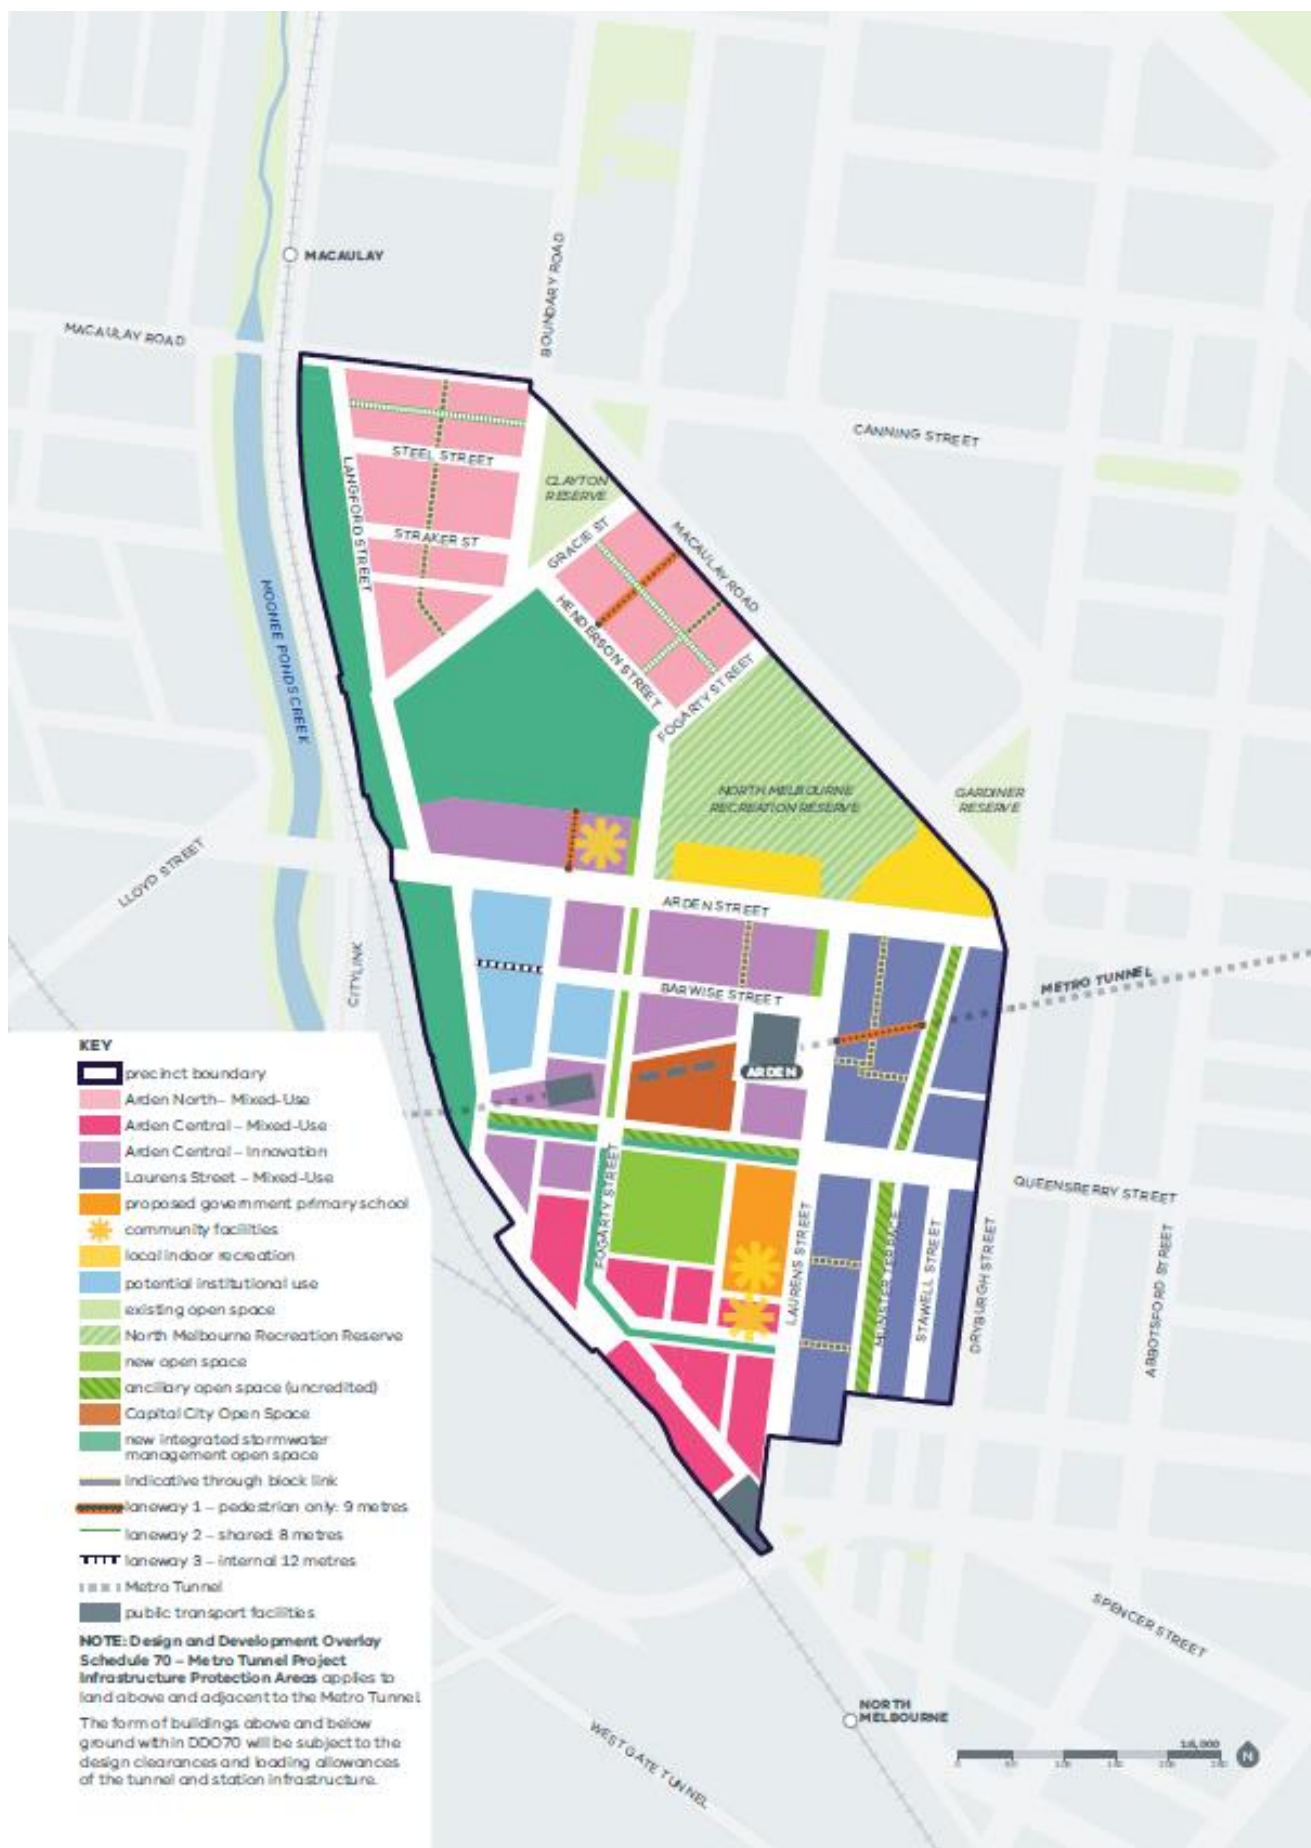 MACAULAY
BOUNDARY ROAD
MACAULAY ROAD
CANNING STREET
STEEL STREET
LANGFORD STREET
CLAYTON
RESERVE
STRAKER ST
GRACIE ST
MACAULAY ROAD
HENDERSON STREET
MOONEE PONDS CREEK
FOGARTY STREET
NORTH MELBOURNE
RECREATION RESERVE
GARDINER
RESERVE
LLOYD STREET
ARDEN STREET
CITYLINK
METRO TUNNEL
BARWISE STREET
ARDEN
QUEENSBERRY STREET
FOGARTY STREET
LAURENS STREET
MUNSTER TERRACE
STAWELL STREET
DRYBURGH STREET
ABBOTSFORD STREET
SPENCER STREET
NORTH
MELBOURNE
WEST GATE TUNNEL
KEY
precinct boundary
Arden North– Mixed-Use
Arden Central – Mixed-Use
Arden Central – Innovation
Laurens Street – Mixed-Use
proposed government primary school
community facilities
local indoor recreation
potential institutional use
existing open space
North Melbourne Recreation Reserve
new open space
ancillary open space (uncredited)
Capital City Open Space
new integrated stormwater
management open space
indicative through block link
laneway 1 – pedestrian only: 9 metres
laneway 2 – shared: 8 metres
laneway 3 – internal 12 metres
Metro Tunnel
public transport facilities
NOTE: Design and Development Overlay
Schedule 70 – Metro Tunnel Project
Infrastructure Protection Areas applies to
land above and adjacent to the Metro Tunnel
The form of buildings above and below
ground within DDO70 will be subject to the
design clearances and loading allowances
of the tunnel and station infrastructure.
N